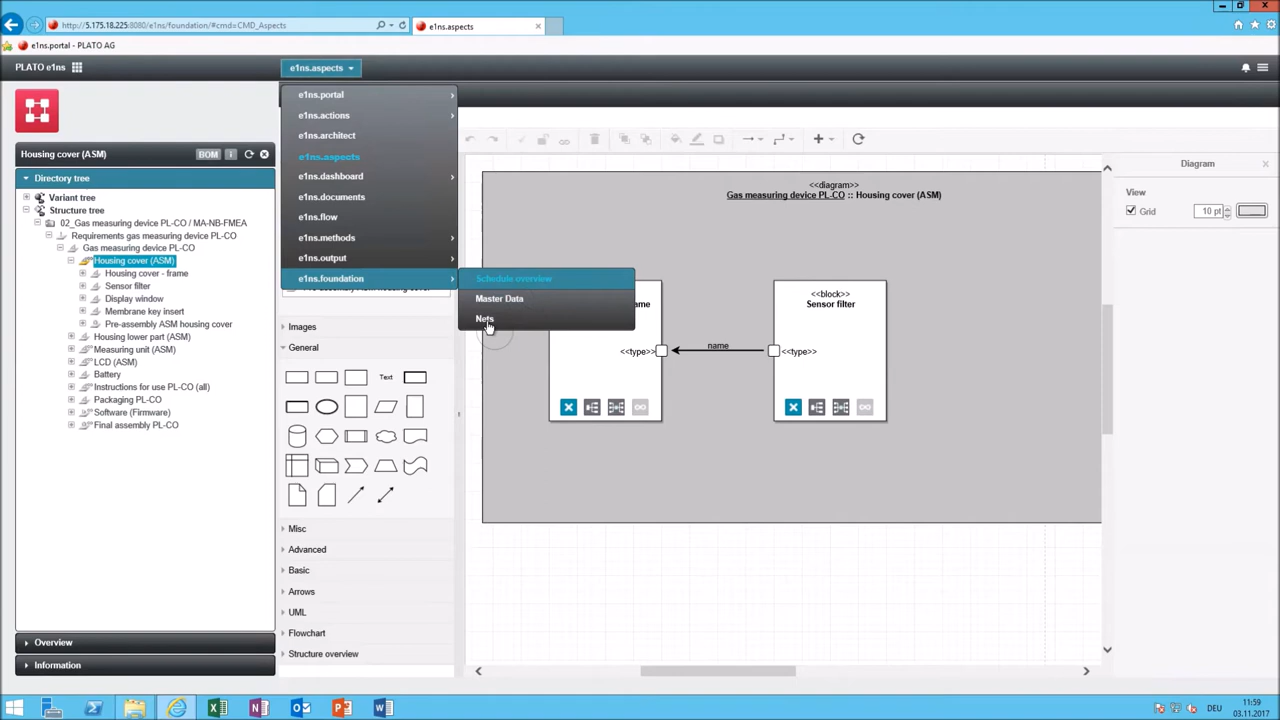 http://5.175.18.225:8080/e1ns/foundation/#cmd=CMD_Aspects
e1ns.aspects
e1ns.portal - PLATO AG
PLATO e1ns
e1ns.aspects
e1ns.portal
e1ns.actions
e1ns.architect
e1ns.aspects
e1ns.dashboard
e1ns.documents
e1ns.flow
e1ns.methods
e1ns.output
e1ns.foundation
Schedule overview
Master Data
Nets
Housing cover (ASM)
BOM
Directory tree
Variant tree
Structure tree
02_Gas measuring device PL-CO / MA-NB-FMEA
Requirements gas measuring device PL-CO
Gas measuring device PL-CO
Housing cover (ASM)
Housing cover - frame
Sensor filter
Display window
Membrane key insert
Pre-assembly ASM housing cover
Housing lower part (ASM)
Measuring unit (ASM)
LCD (ASM)
Battery
Instructions for use PL-CO (all)
Packaging PL-CO
Software (Firmware)
Final assembly PL-CO
Overview
Information
Images
General
Text
Misc
Advanced
Basic
Arrows
UML
Flowchart
Structure overview
<<diagram>>
Gas measuring device PL-CO :: Housing cover (ASM)
<<type>>
name
<<block>>
Sensor filter
<<type>>
Diagram
View
Grid
10 pt
DEU
11:59
03.11.2017